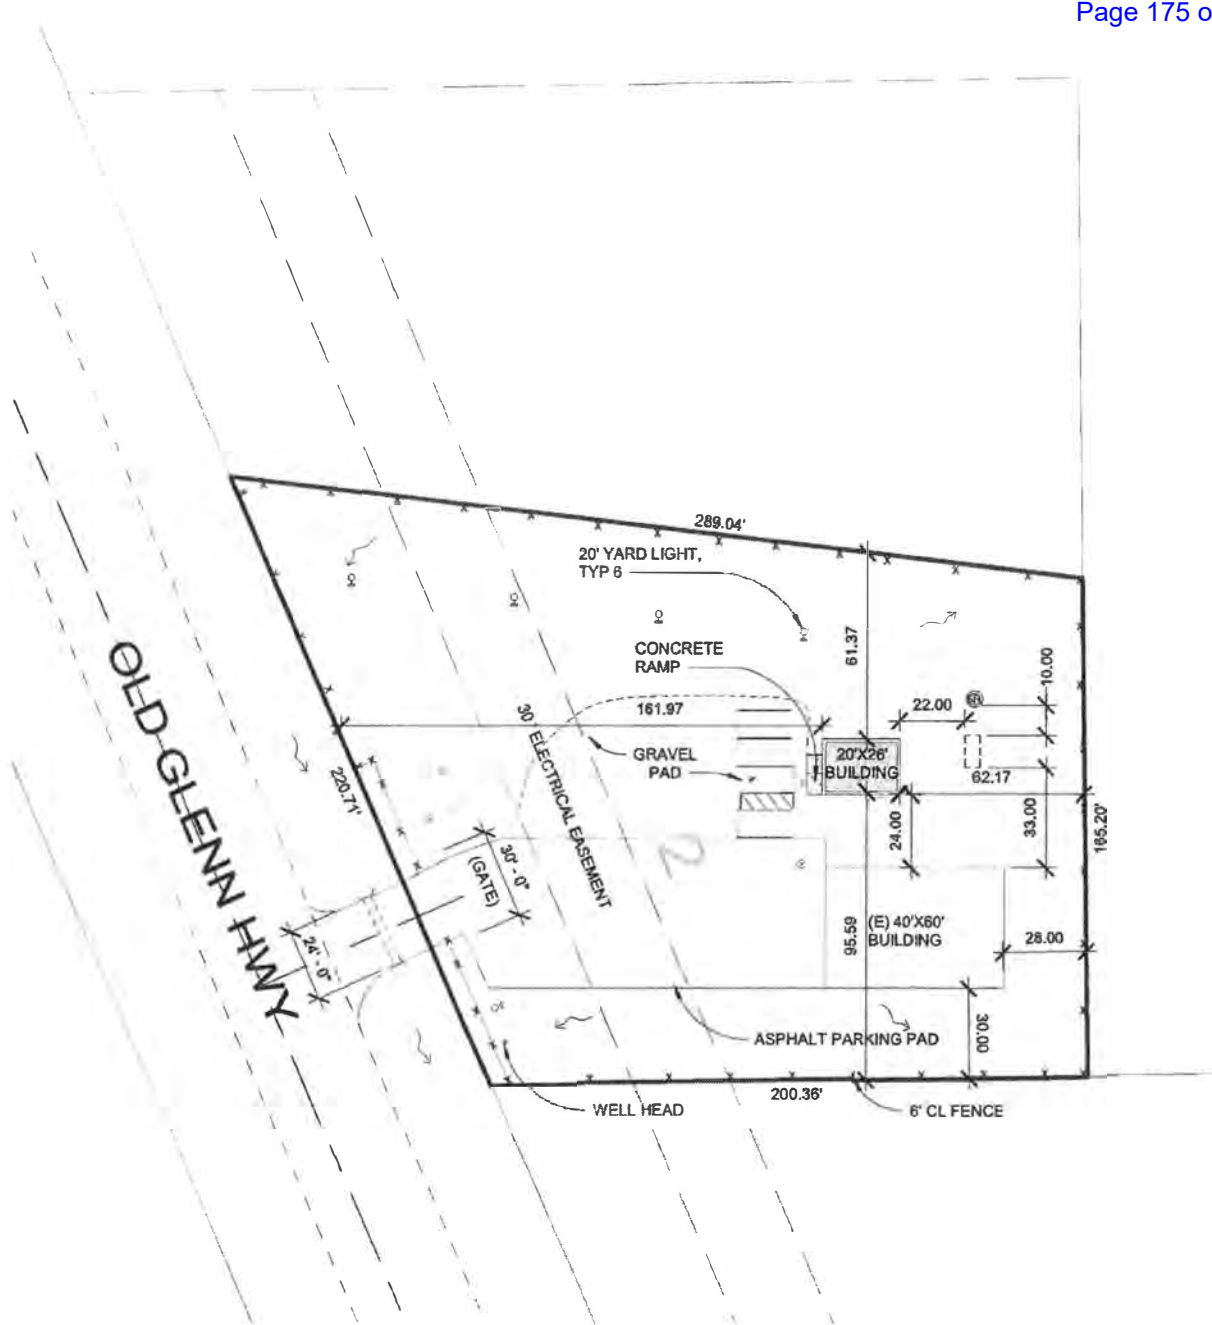 Page 175 o
289.04'
20' YARD LIGHT,
TYP 6
CONCRETE
RAMP
61.37
10.00
161.97
22.00
30' ELECTRICAL EASEMENT
GRAVEL
PAD
20'X26'
BUILDING
62.17
OLD GLENN HWY
220.71'
24.00
33.00
165.20'
2
30' - 0"
(GATE)
24' - 0"
95.59
(E) 40'X60'
BUILDING
28.00
30.00
ASPHALT PARKING PAD
200.36'
WELL HEAD
6' CL FENCE